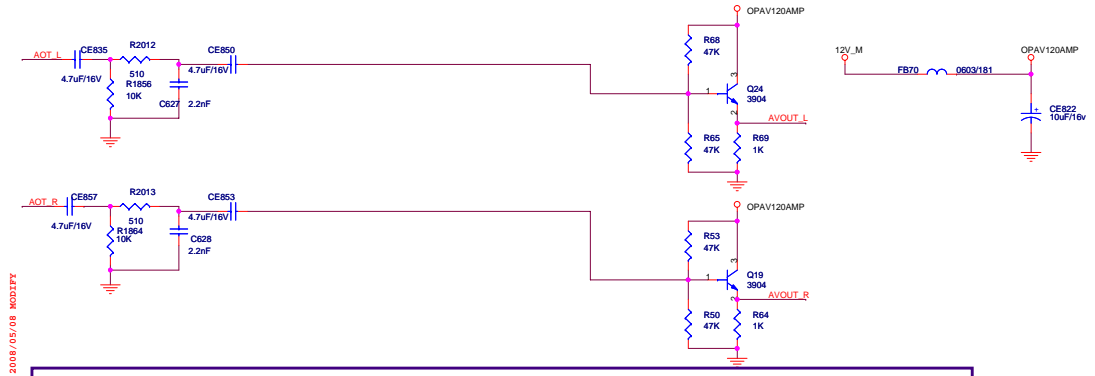 OPAV120AMP
AOT_L
CE835
R2012
CE850
4.7uF/16V
510
R1856
10K
C627
2.2nF
4.7uF/16V
R68
47K
3
1
2
Q24
3904
AVOUT_L
R65
47K
R69
1K
12V_M
FB70
0603/181
OPAV120AMP
CE822
10uF/16v
+
OPAV120AMP
AOT_R
CE857
R2013
CE853
4.7uF/16V
510
R1864
10K
C628
2.2nF
4.7uF/16V
R53
47K
3
1
2
Q19
3904
AVOUT_R
R50
47K
R64
1K
2008/05/08 MODIFY